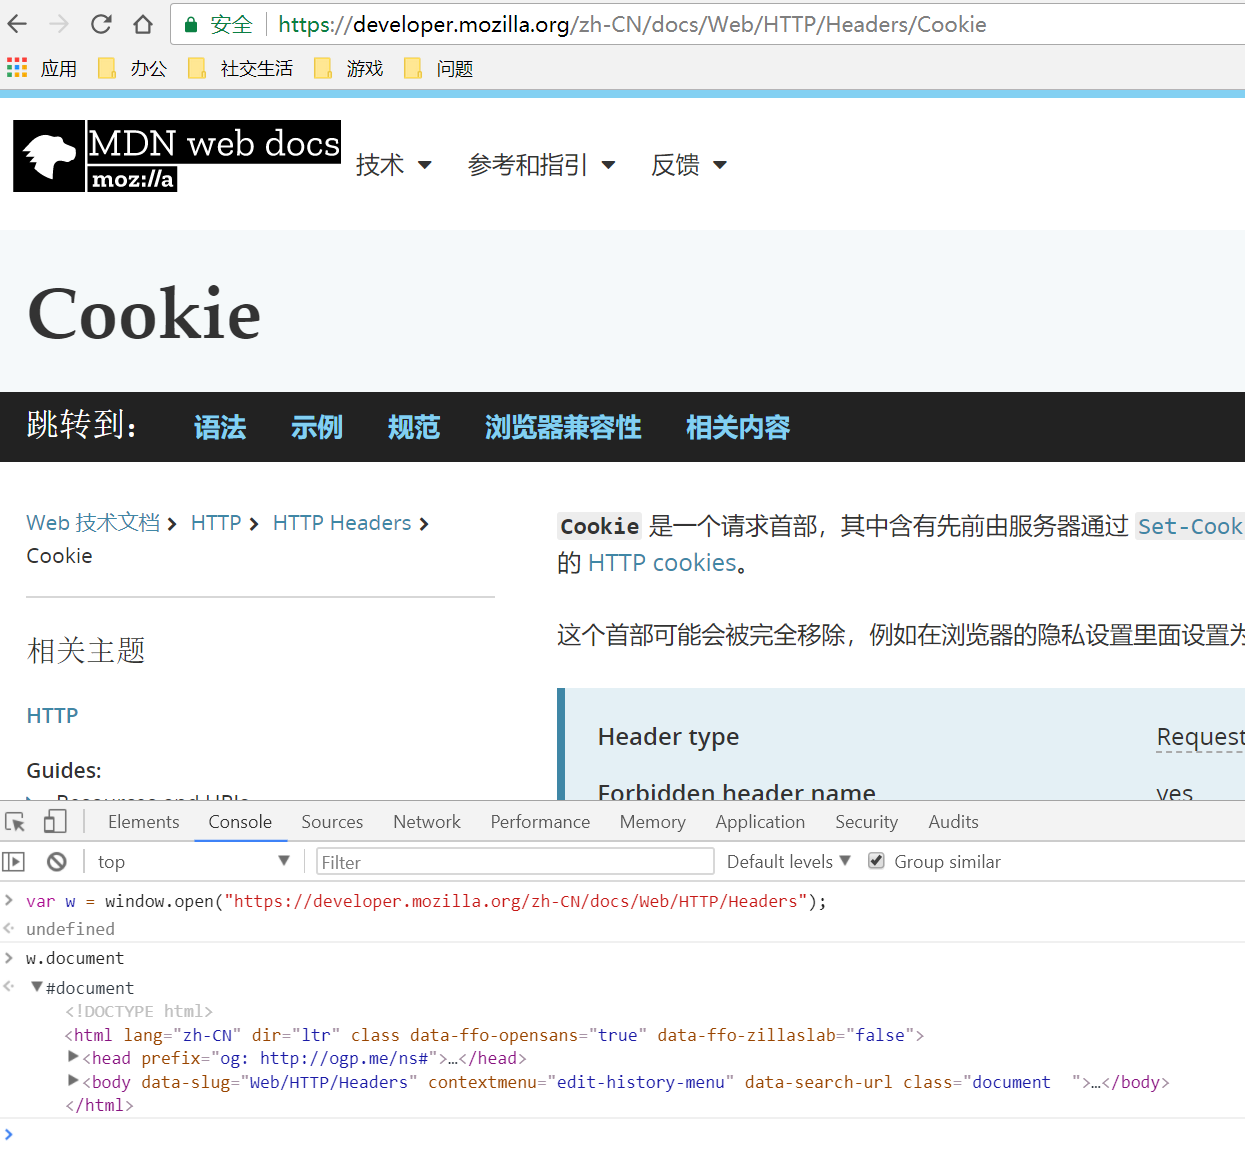 安全 https://developer.mozilla.org/zh-CN/docs/Web/HTTP/Headers/Cookie
应用 办公 社交生活 游戏 问题
MDN web docs
moz://a
技术 参考和指引 反馈
Cookie
跳转到： 语法 示例 规范 浏览器兼容性 相关内容
Web 技术文档 HTTP HTTP Headers
Cookie
Cookie 是一个请求首部，其中含有先前由服务器通过 Set-Cook
的 HTTP cookies。
这个首部可能会被完全移除，例如在浏览器的隐私设置里面设置为
相关主题
HTTP
Guides:
Resources and URIs
Header type Request
Forbidden header name yes
Elements Console Sources Network Performance Memory Application Security Audits
top Filter Default levels Group similar
var w = window.open("https://developer.mozilla.org/zh-CN/docs/Web/HTTP/Headers");
undefined
w.document
#document
<!DOCTYPE html>
<html lang="zh-CN" dir="ltr" class data-ffo-opensans="true" data-ffo-zillaslab="false">
<head prefix="og: http://ogp.me/ns#">…</head>
<body data-slug="Web/HTTP/Headers" contextmenu="edit-history-menu" data-search-url class="document  ">…</body>
</html>